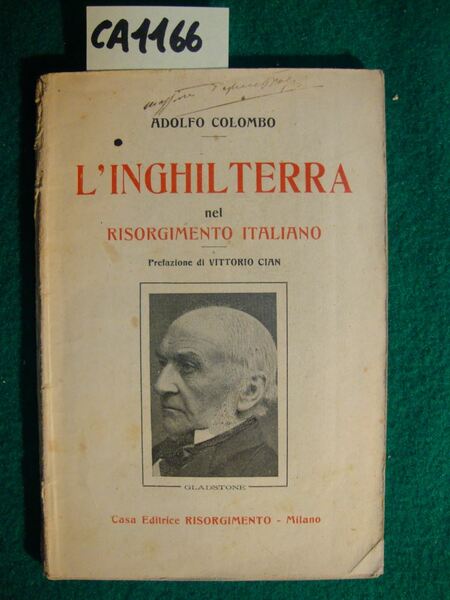 CA1166
ADOLFO COLOMBO
L'INGHILTERRA
nel
RISORGIMENTO ITALIANO
Prefazione di VITTORIO CIAN
GLADSTONE
Casa Editrice RISORGIMENTO - Milano